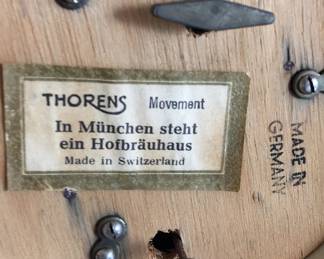 THORENS Movement
In München steht
ein Hofbräuhaus
Made in Switzerland
MADE IN
GERMANY